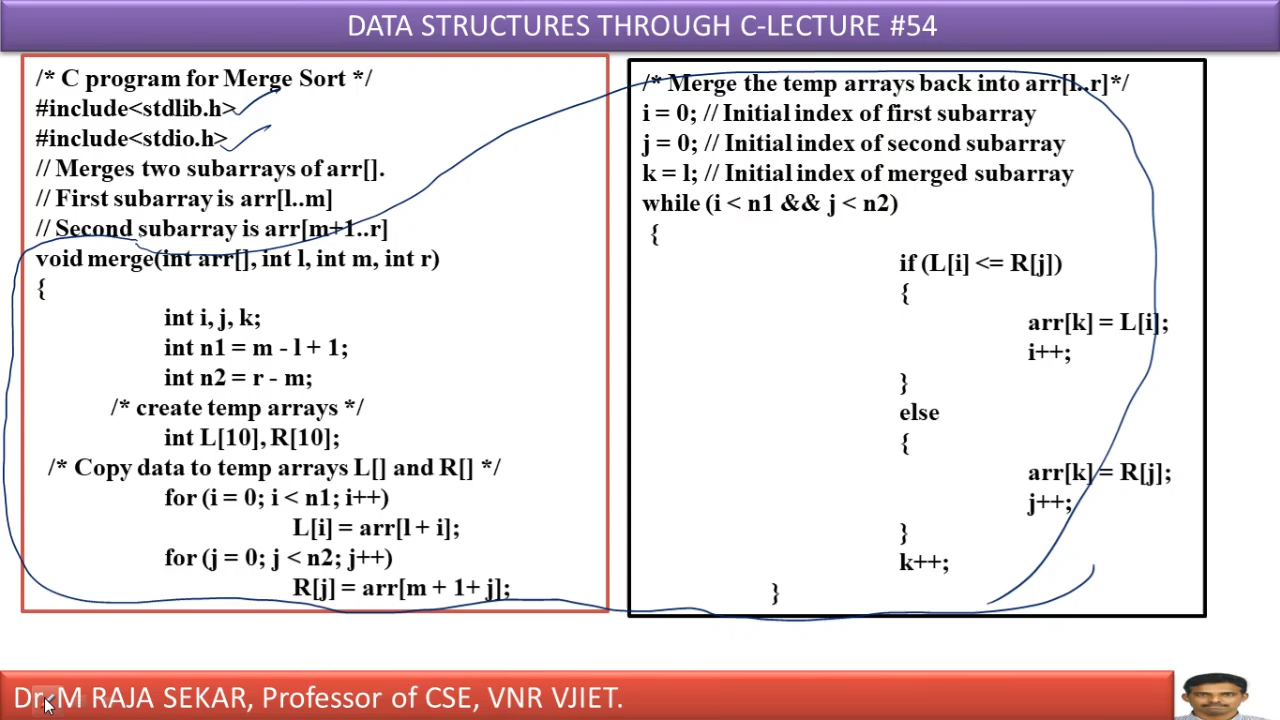 DATA STRUCTURES THROUGH C-LECTURE #54
/* C program for Merge Sort */
#include<stdlib.h>
#include<stdio.h>
// Merges two subarrays of arr[].
// First subarray is arr[l..m]
// Second subarray is arr[m+1..r]
void merge(int arr[], int l, int m, int r)
{
int i, j, k;
int n1 = m - l + 1;
int n2 = r - m;
/* create temp arrays */
int L[10], R[10];
/* Copy data to temp arrays L[] and R[] */
for (i = 0; i < n1; i++)
L[i] = arr[l + i];
for (j = 0; j < n2; j++)
R[j] = arr[m + 1+ j];
/* Merge the temp arrays back into arr[l..r]*/
i = 0; // Initial index of first subarray
j = 0; // Initial index of second subarray
k = l; // Initial index of merged subarray
while (i < n1 && j < n2)
{
if (L[i] <= R[j])
{
arr[k] = L[i];
i++;
}
else
{
arr[k] = R[j];
j++;
}
k++;
}
Dr. M RAJA SEKAR, Professor of CSE, VNR VJIET.